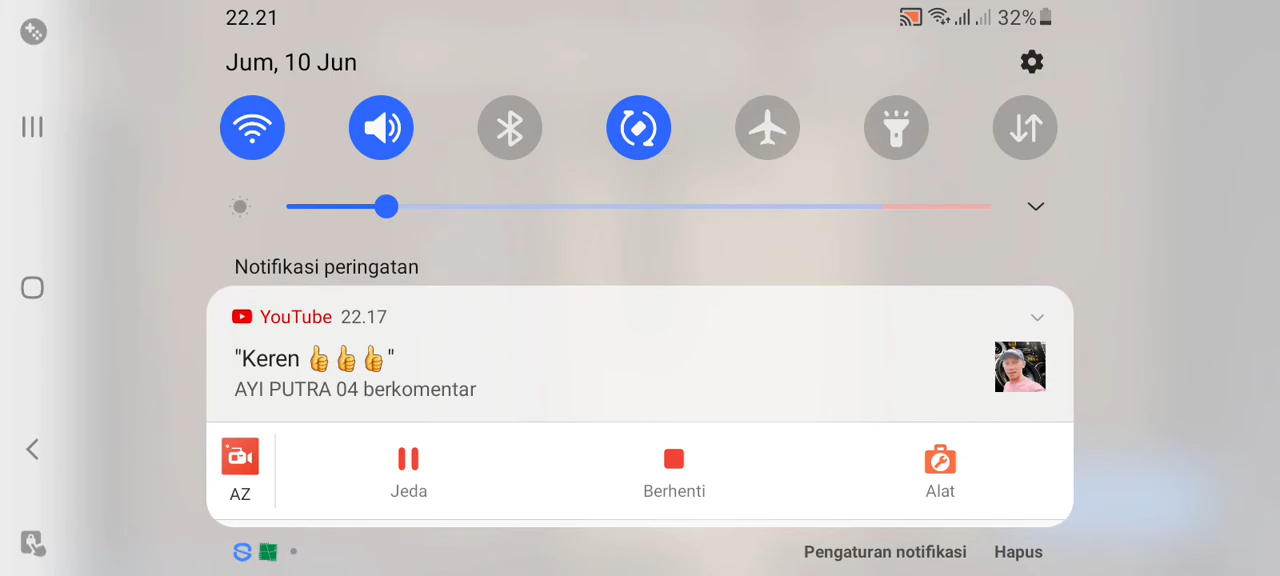 22.21
32%
Jum, 10 Jun
Notifikasi peringatan
YouTube 22.17
"Keren 👍👍👍"
AYI PUTRA 04 berkomentar
AZ
Jeda
Berhenti
Alat
Pengaturan notifikasi
Hapus